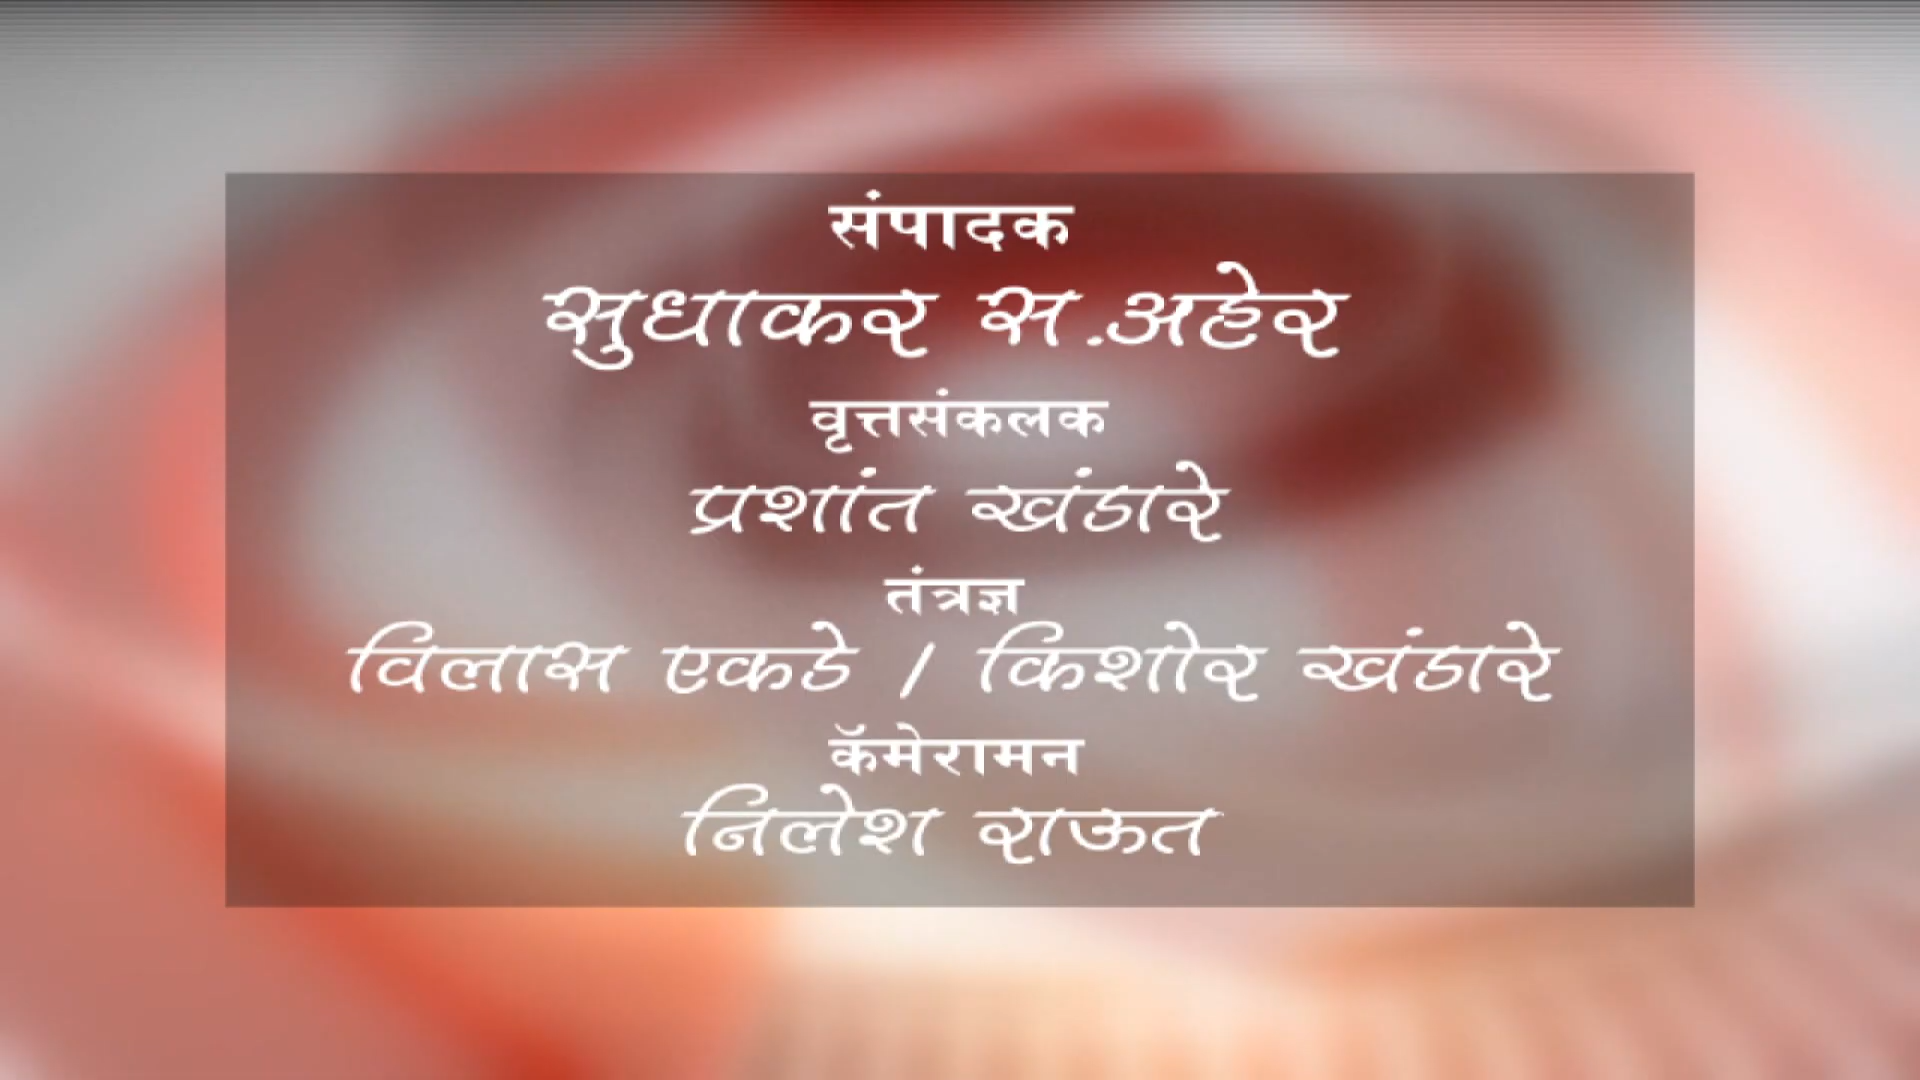 संपादक
सुधाकर स.अहेर
वृत्तसंकलक
प्रशांत खंडारे
तंत्रज्ञ
विलास एकडे / किशोर खंडारे
कॅमेरामन
निलेश राऊत